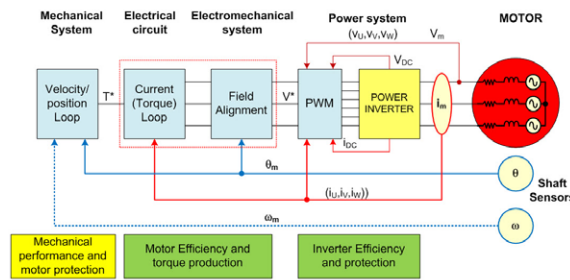 Mechanical
System
Electrical
circuit
Electromechanical
system
Power system
MOTOR
(vU,vV,vW)
Vm
VDC
Velocity/
position
Loop
T*
Current
(Torque)
Loop
Field
Alignment
V*
PWM
POWER
INVERTER
im
iDC
θm
(iU,iV,iW))
θ
Shaft
Sensors
ωm
ω
Mechanical
performance and
motor protection
Motor Efficiency and
torque production
Inverter Efficiency
and protection